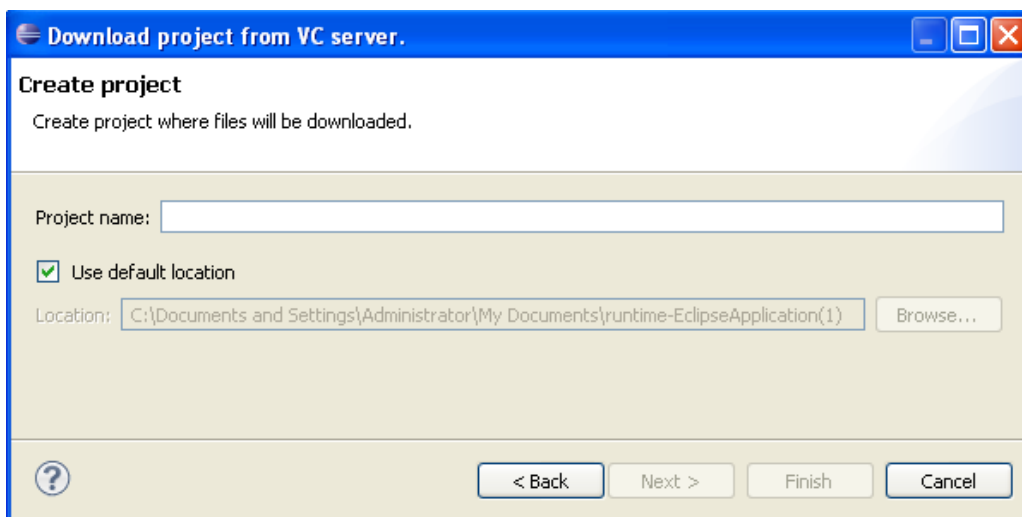 Download project from VC server.
Create project
Create project where files will be downloaded.
Project name:
Use default location
Location: C:\Documents and Settings\Administrator\My Documents\runtime-EclipseApplication(1) Browse...
? < Back Next > Finish Cancel